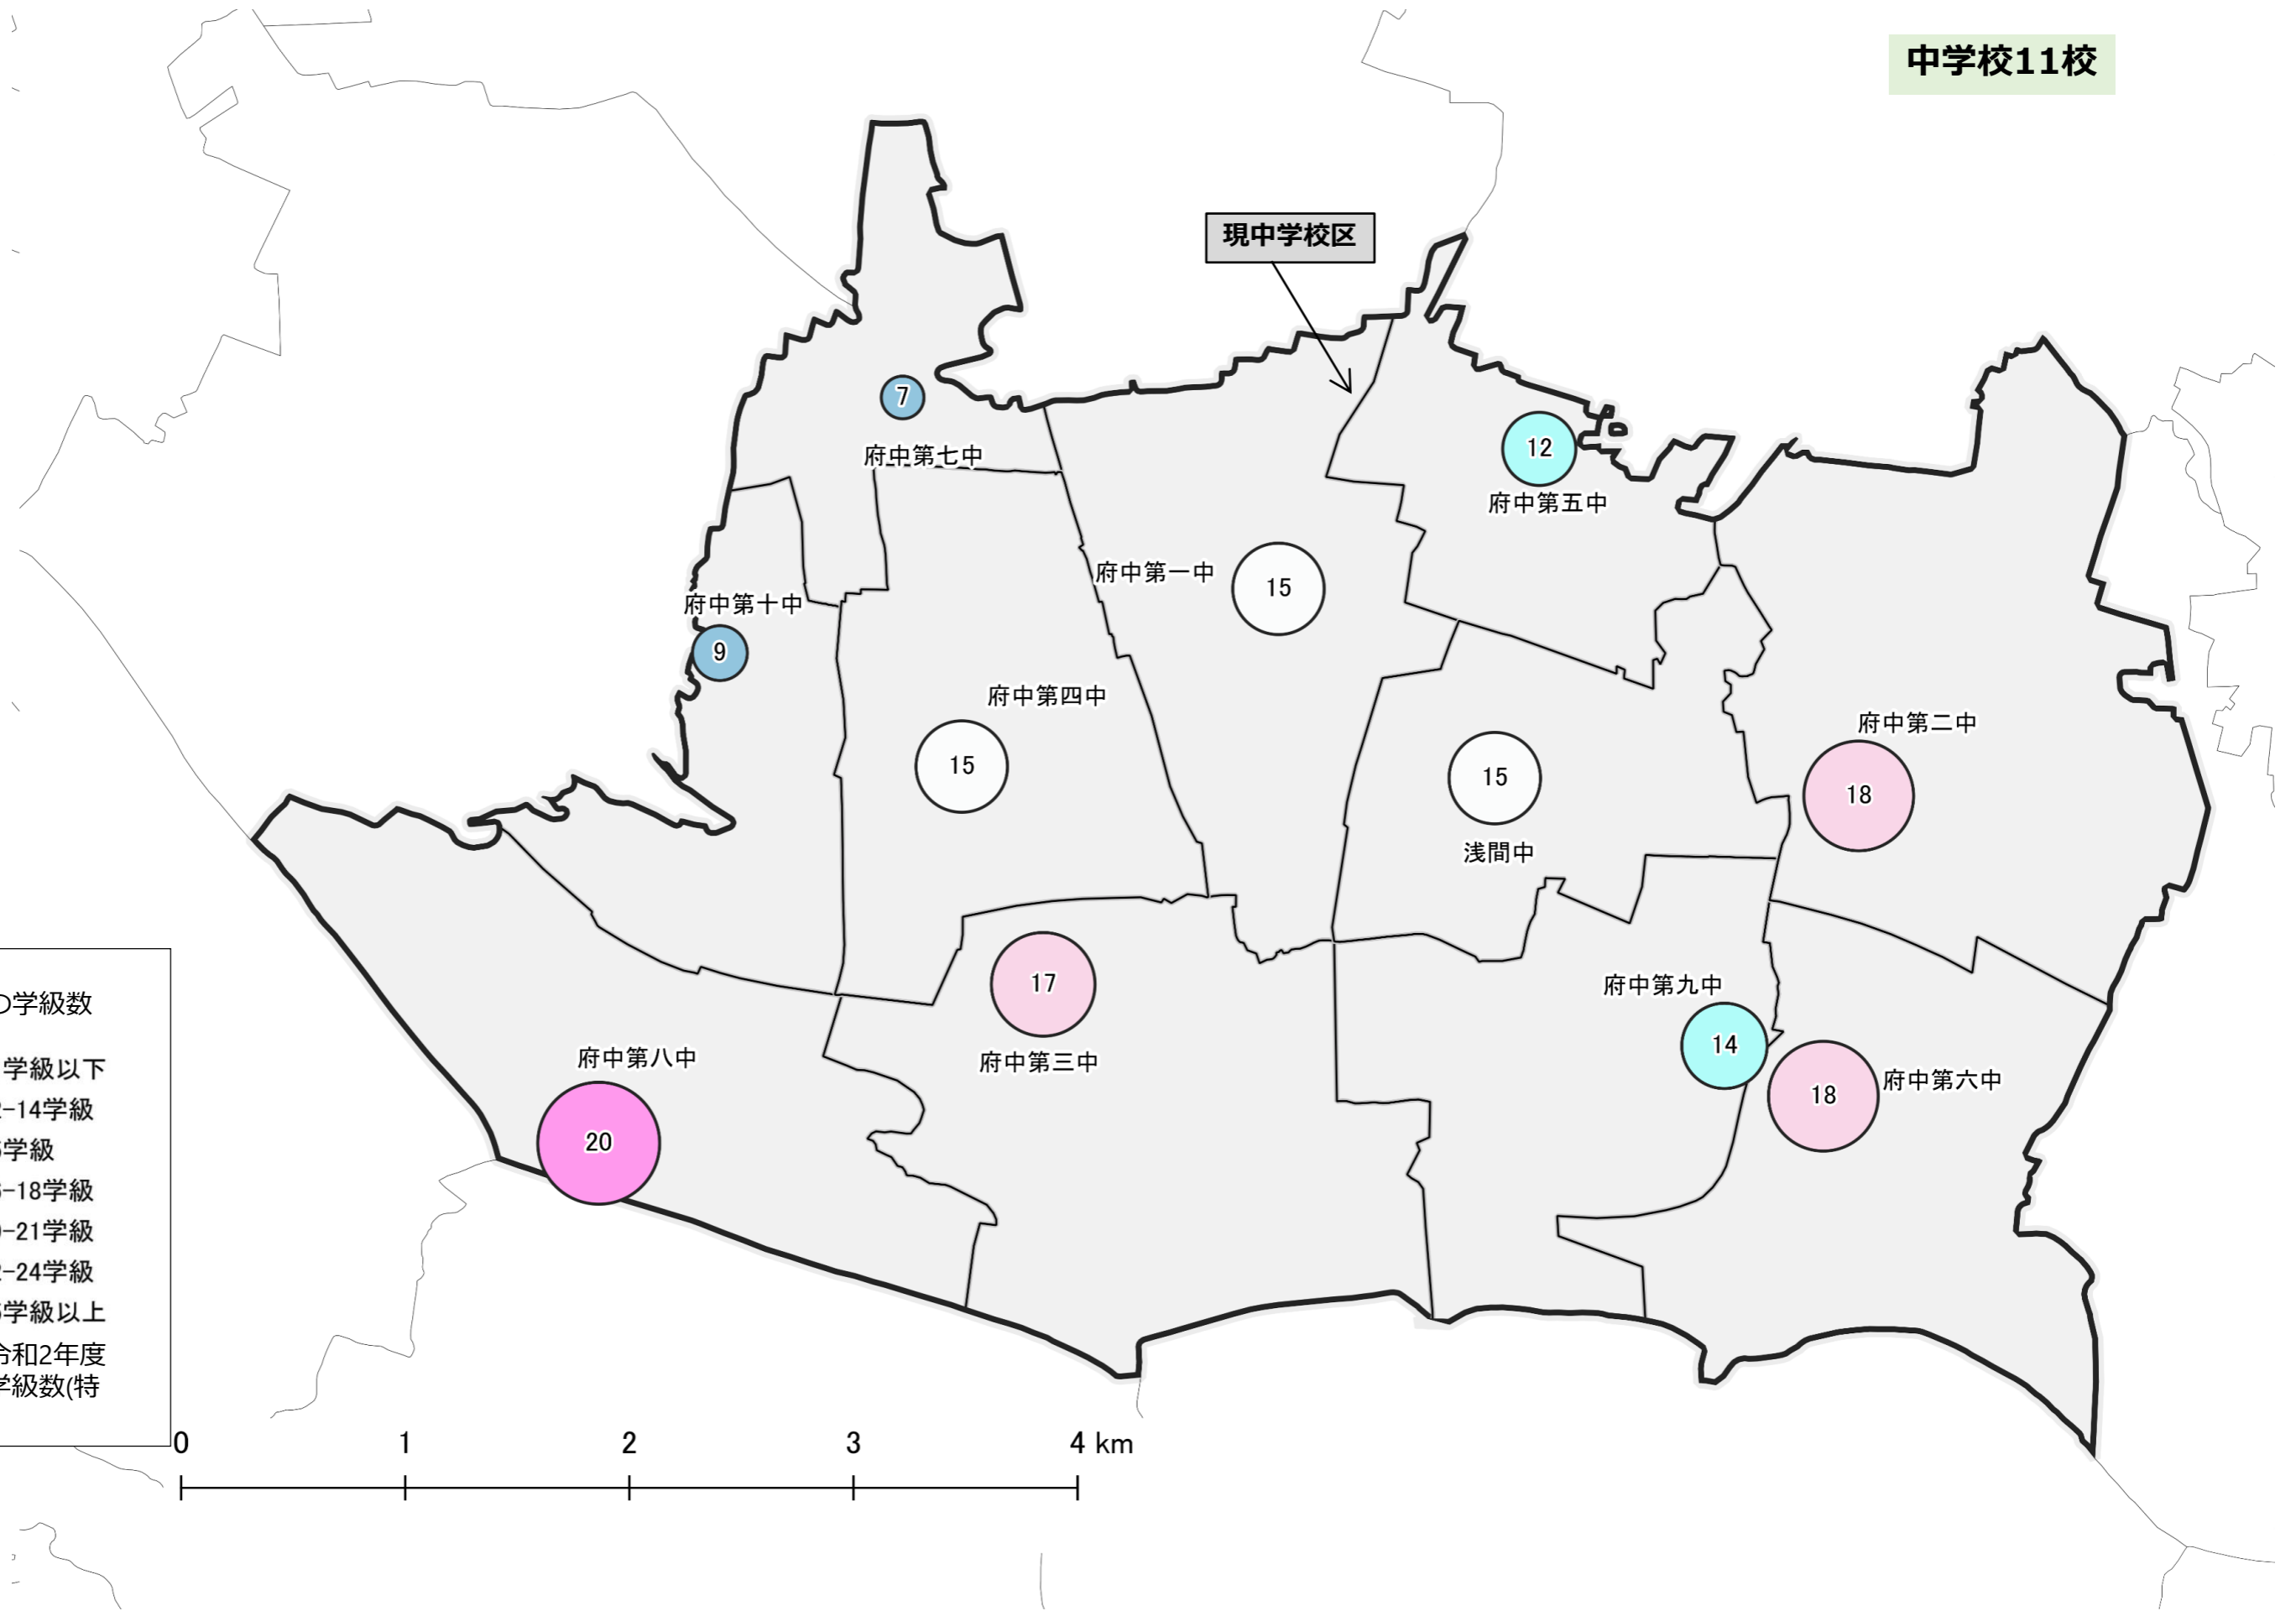 中学校11校
現中学校区
7
府中第七中
12
府中第五中
府中第一中
15
府中第十中
9
府中第四中
15
15
浅間中
府中第二中
18
17
府中第三中
府中第九中
14
18
府中第六中
府中第八中
20
の学級数
学級以下
-14学級
学級
-18学級
-21学級
-24学級
学級以上
令和2年度
学級数(特
0 1 2 3 4 km